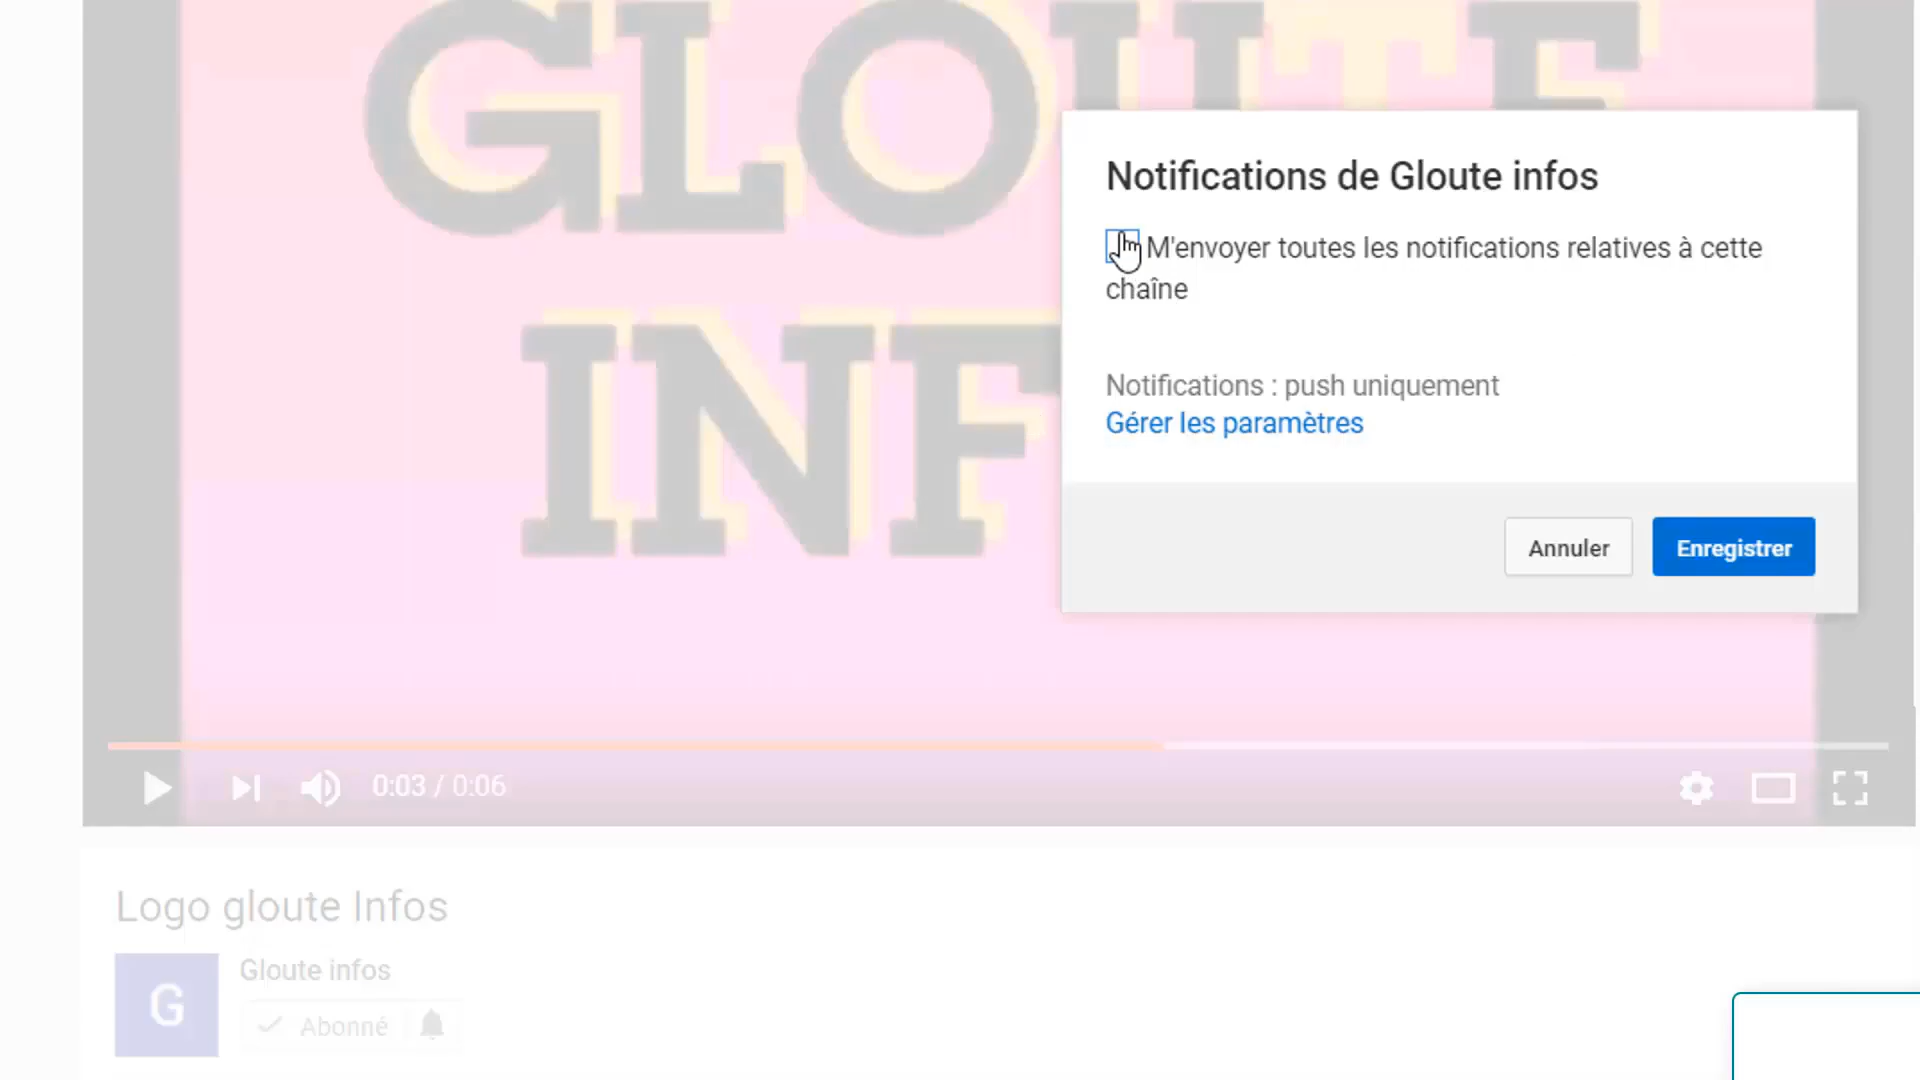 GLOUTE
Notifications de Gloute infos
M'envoyer toutes les notifications relatives à cette
chaîne
INF
Notifications : push uniquement
Gérer les paramètres
Annuler
Enregistrer
0:03 / 0:06
Logo gloute Infos
G
Gloute infos
Abonné